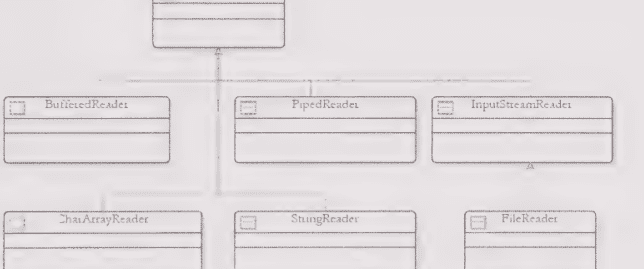 BufferedReader PipedReader InputStreamReader
CharArrayReader StringReader FileReader